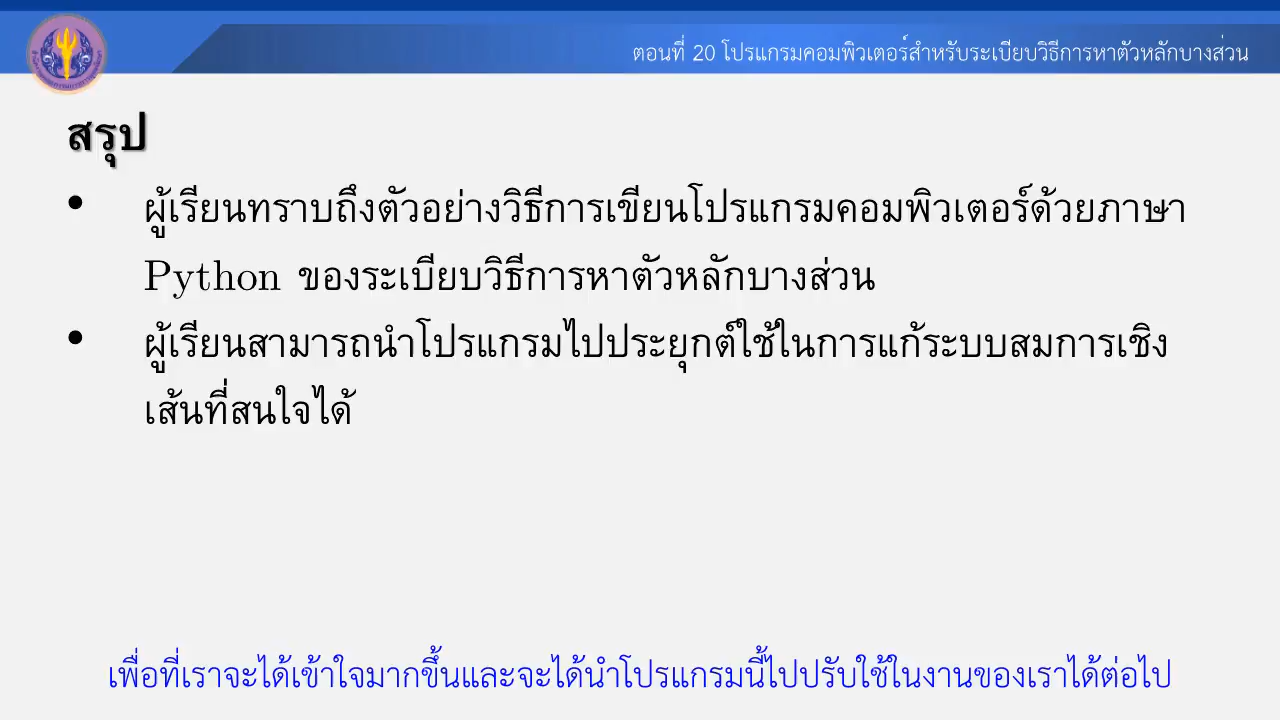 ตอนที่ 20 โปรแกรมคอมพิวเตอร์สำหรับระเบียบวิธีการหาตัวหลักบางส่วน
สรุป
• ผู้เรียนทราบถึงตัวอย่างวิธีการเขียนโปรแกรมคอมพิวเตอร์ด้วยภาษา
Python ของระเบียบวิธีการหาตัวหลักบางส่วน
• ผู้เรียนสามารถนำโปรแกรมไปประยุกต์ใช้ในการแก้ระบบสมการเชิง
เส้นที่สนใจได้
เพื่อที่เราจะได้เข้าใจมากขึ้นและจะได้นำโปรแกรมนี้ไปปรับใช้ในงานของเราได้ต่อไป